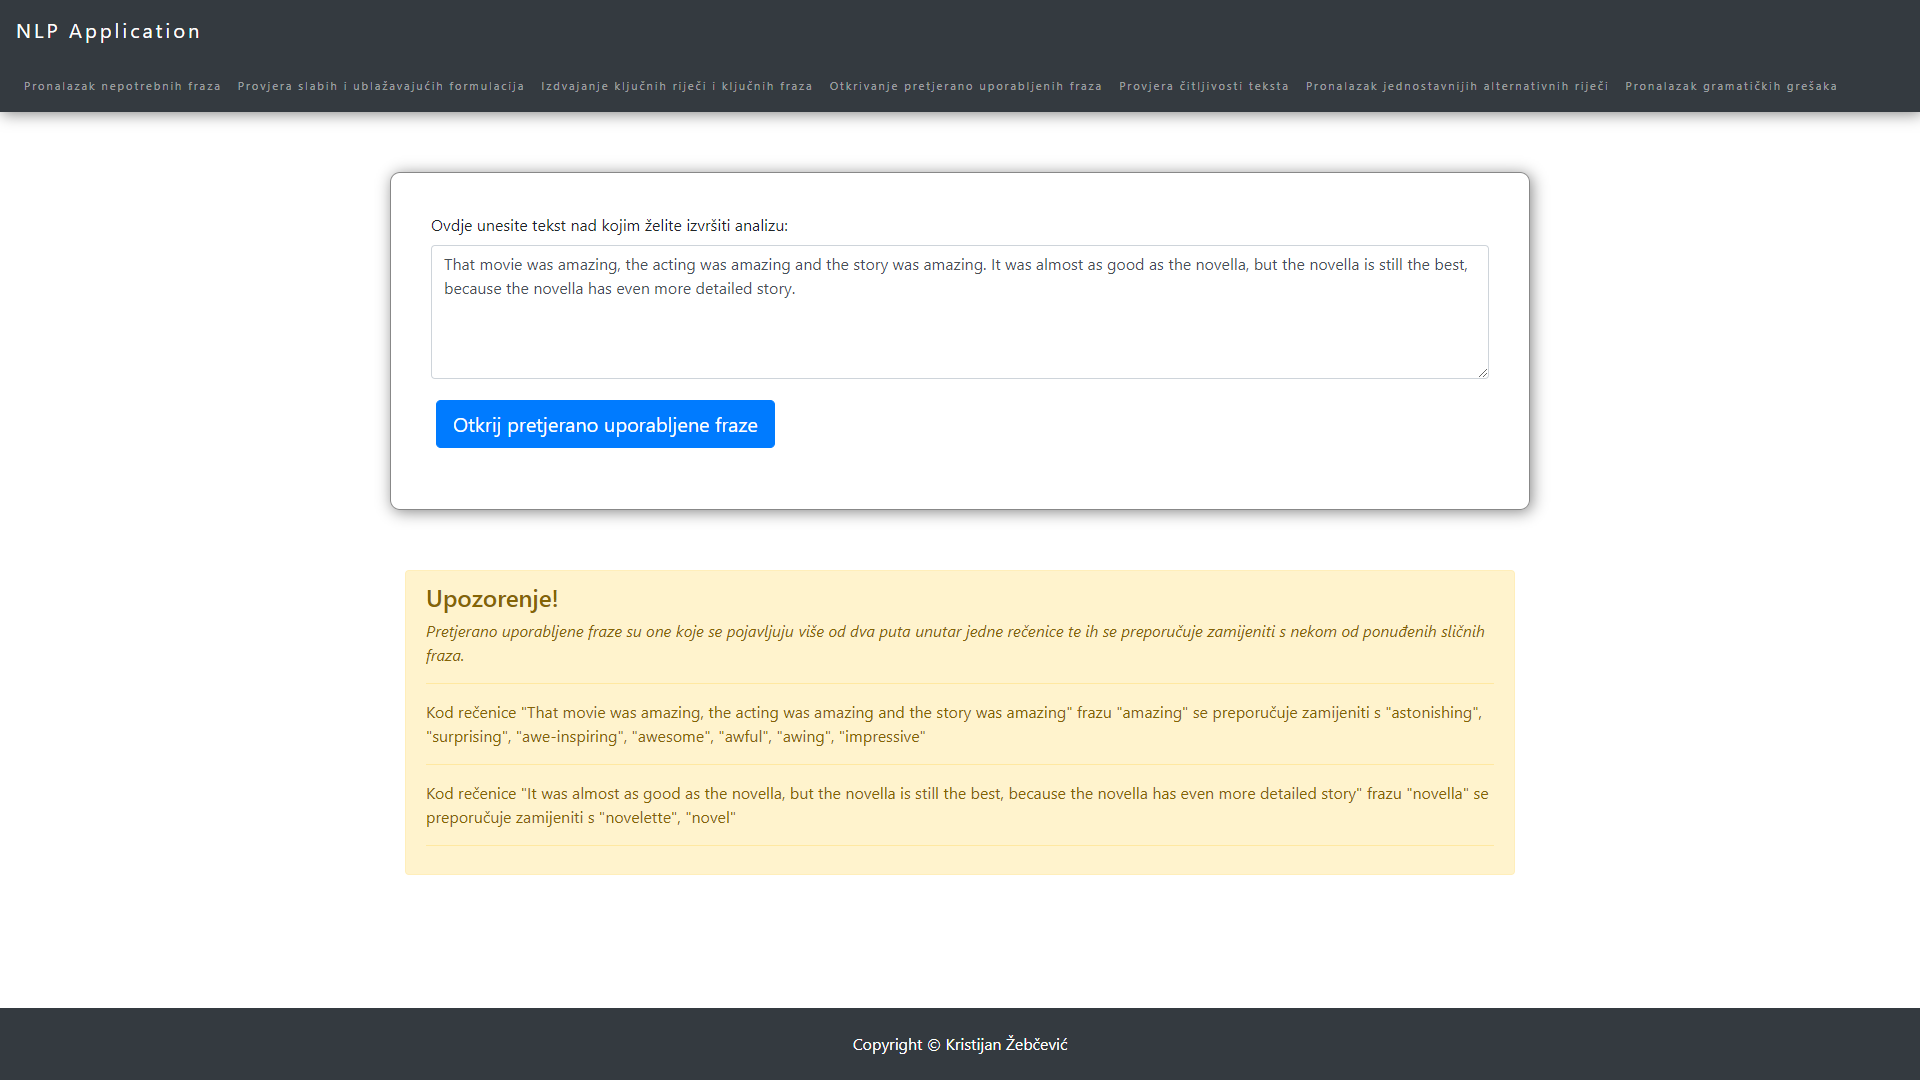 NLP Application
Pronalazak nepotrebnih fraza Provjera slabih i ublažavajućih formulacija Izdvajanje ključnih riječi i ključnih fraza Otkrivanje pretjerano uporabljenih fraza Provjera čitljivosti teksta Pronalazak jednostavnijih alternativnih riječi Pronalazak gramatičkih grešaka
Ovdje unesite tekst nad kojim želite izvršiti analizu:
That movie was amazing, the acting was amazing and the story was amazing. It was almost as good as the novella, but the novella is still the best,
because the novella has even more detailed story.
Otkrij pretjerano uporabljene fraze
Upozorenje!
Pretjerano uporabljene fraze su one koje se pojavljuju više od dva puta unutar jedne rečenice te ih se preporučuje zamijeniti s nekom od ponuđenih sličnih
fraza.
Kod rečenice "That movie was amazing, the acting was amazing and the story was amazing" frazu "amazing" se preporučuje zamijeniti s "astonishing",
"surprising", "awe-inspiring", "awesome", "awful", "awing", "impressive"
Kod rečenice "It was almost as good as the novella, but the novella is still the best, because the novella has even more detailed story" frazu "novella" se
preporučuje zamijeniti s "novelette", "novel"
Copyright © Kristijan Žebčević